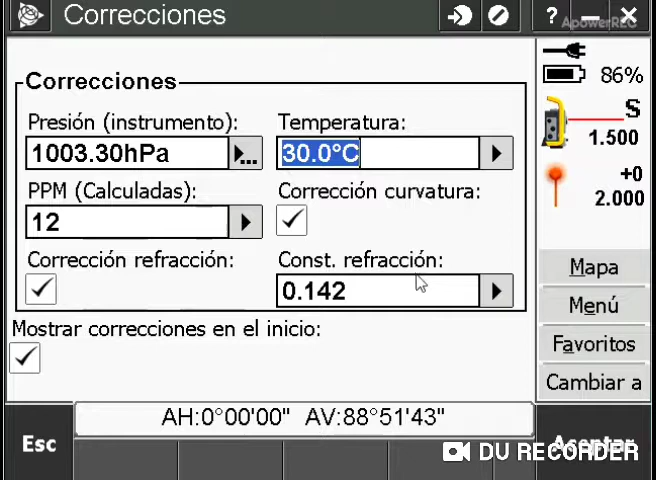 Correcciones
?
ApowerREC
Correcciones
86%
Presión (instrumento):
Temperatura:
S
1003.30hPa
...
30.0°C
1.500
PPM (Calculadas):
Corrección curvatura:
+0
12
2.000
Corrección refracción:
Const. refracción:
Mapa
0.142
Menú
Mostrar correcciones en el inicio:
Favoritos
Cambiar a
AH:0°00'00" AV:88°51'43"
Esc
Aceptar
DU RECORDER